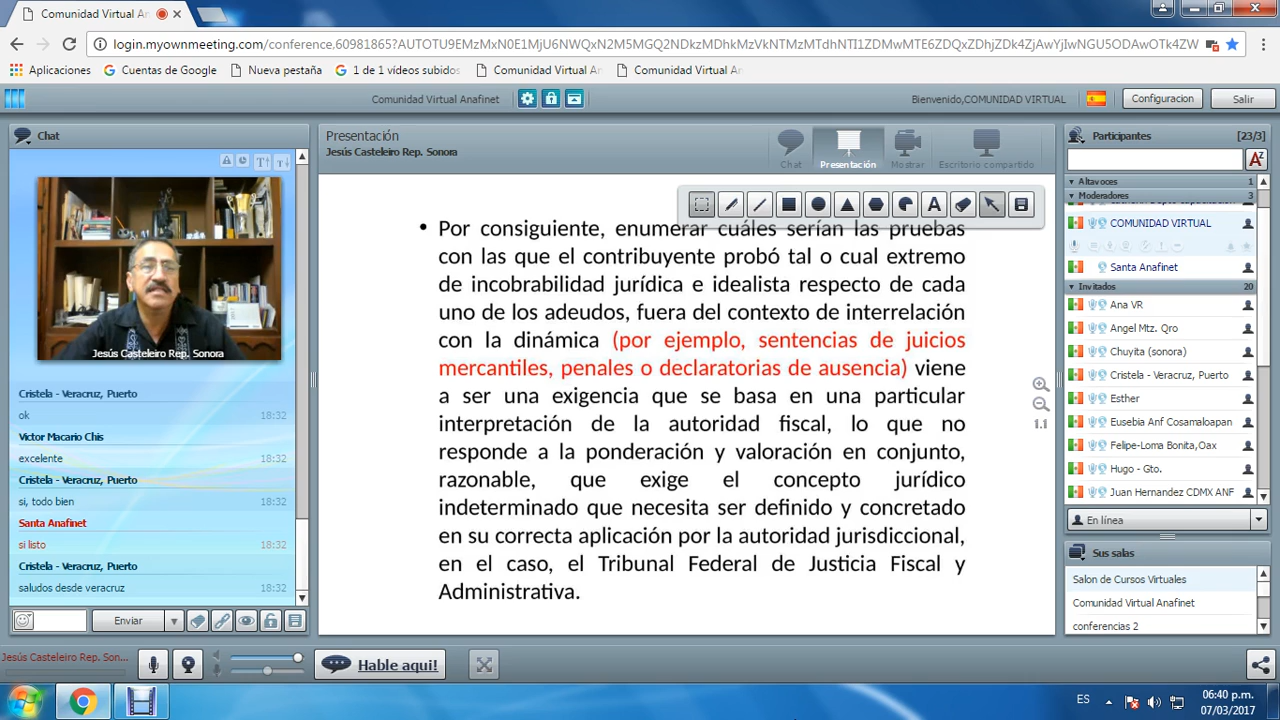 Comunidad Virtual An
login.myownmeeting.com/conference,60981865?AUTOTU9EMzMxN0E1MjU6NWQxN2M5MGQ2NDkzMDhkMzVkNTMzMTdhNTI1ZDMwMTE6ZDQxZDhjZDk4ZjAwYjIwNGU5ODAwOTk4ZW
Aplicaciones
Cuentas de Google
Nueva pestaña
1 de 1 vídeos subidos
Comunidad Virtual An
Comunidad Virtual An
Comunidad Virtual Anafinet
Bienvenido,COMUNIDAD VIRTUAL
Configuracion
Salir
Chat
Jesús Casteleiro Rep. Sonora
Cristela - Veracruz, Puerto
ok 18:32
Victor Macario Chis
excelente 18:32
Cristela - Veracruz, Puerto
si, todo bien 18:32
Santa Anafinet
si listo 18:32
Cristela - Veracruz, Puerto
saludos desde veracruz 18:32
Enviar
Jesús Casteleiro Rep. Son...
Hable aqui!
Presentación
Jesús Casteleiro Rep. Sonora
Chat
Presentación
Mostrar
Escritorio compartido
• Por consiguiente, enumerar cuáles serían las pruebas
con las que el contribuyente probó tal o cual extremo
de incobrabilidad jurídica e idealista respecto de cada
uno de los adeudos, fuera del contexto de interrelación
con la dinámica (por ejemplo, sentencias de juicios
mercantiles, penales o declaratorias de ausencia) viene
a ser una exigencia que se basa en una particular
interpretación de la autoridad fiscal, lo que no
responde a la ponderación y valoración en conjunto,
razonable, que exige el concepto jurídico
indeterminado que necesita ser definido y concretado
en su correcta aplicación por la autoridad jurisdiccional,
en el caso, el Tribunal Federal de Justicia Fiscal y
Administrativa.
1.1
Participantes [23/3]
Altavoces 1
Moderadores 3
COMUNIDAD VIRTUAL
Santa Anafinet
Invitados 20
Ana VR
Angel Mtz. Qro
Chuyita (sonora)
Cristela - Veracruz, Puerto
Esther
Eusebia Anf Cosamaloapan
Felipe-Loma Bonita,Oax
Hugo - Gto.
Juan Hernandez CDMX ANF
En línea
Sus salas
Salon de Cursos Virtuales
Comunidad Virtual Anafinet
conferencias 2
ES
06:40 p.m.
07/03/2017